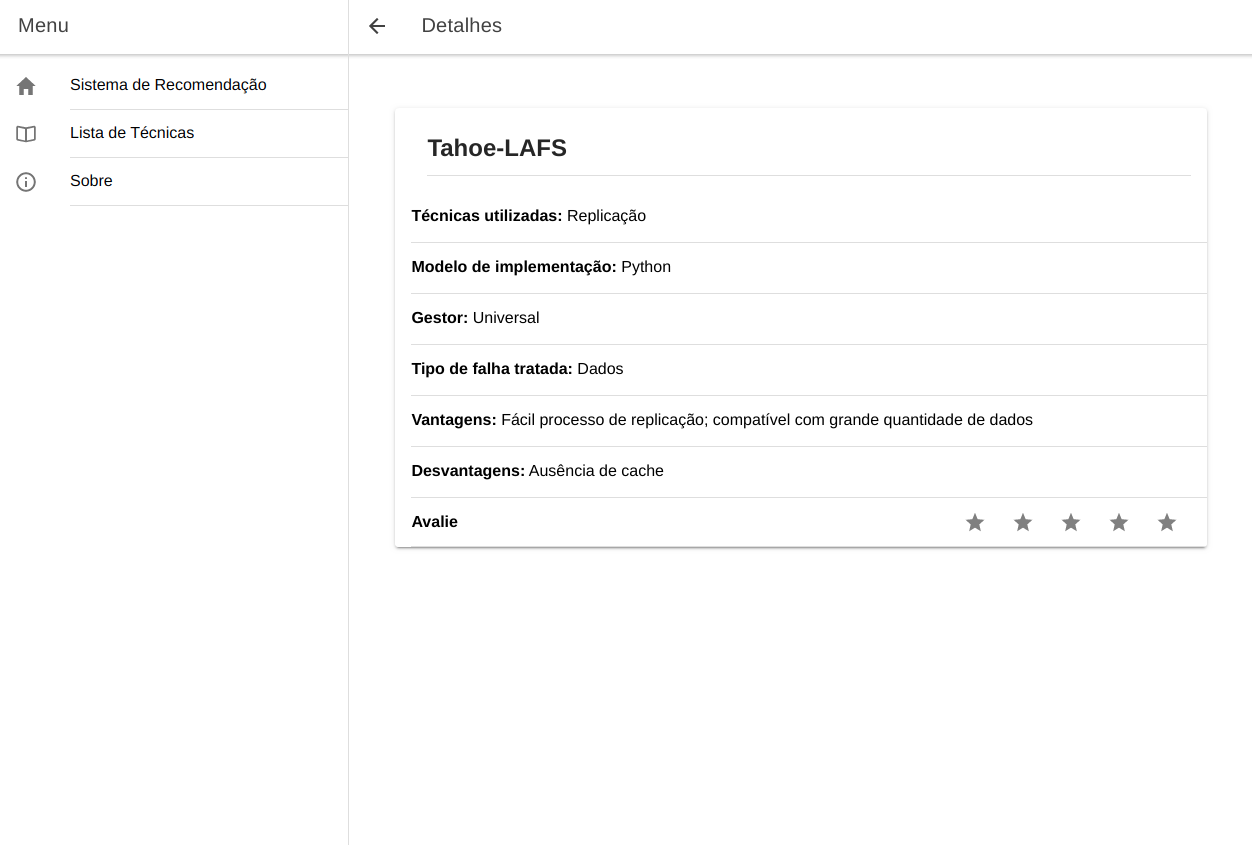 Menu
Detalhes
Sistema de Recomendação
Lista de Técnicas
Sobre
Tahoe-LAFS
Técnicas utilizadas: Replicação
Modelo de implementação: Python
Gestor: Universal
Tipo de falha tratada: Dados
Vantagens: Fácil processo de replicação; compatível com grande quantidade de dados
Desvantagens: Ausência de cache
Avalie